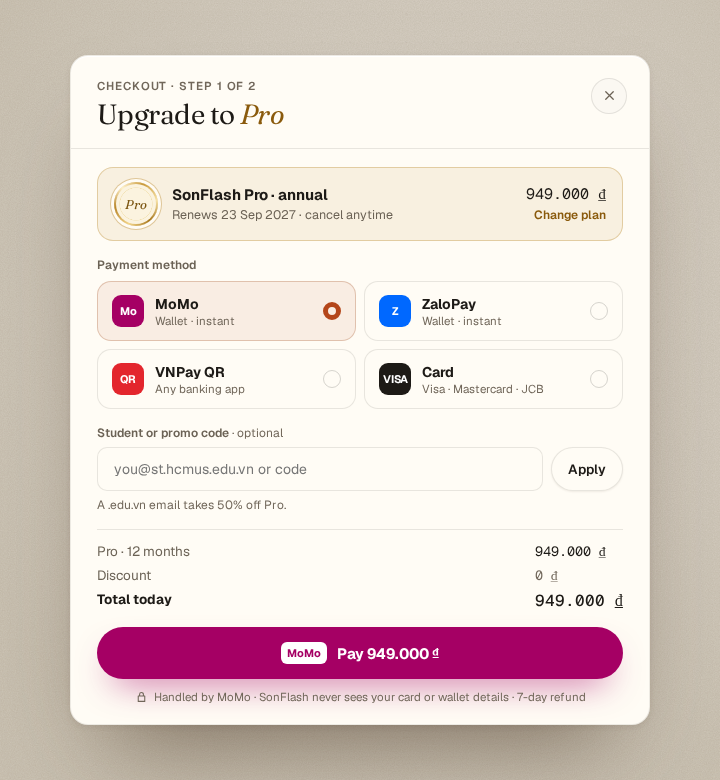 CHECKOUT · STEP 1 OF 2
Upgrade to Pro
×
Pro
SonFlash Pro · annual
949.000 ₫
Renews 23 Sep 2027 · cancel anytime
Change plan
Payment method
Mo
MoMo
Wallet · instant
Z
ZaloPay
Wallet · instant
QR
VNPay QR
Any banking app
VISA
Card
Visa · Mastercard · JCB
Student or promo code · optional
you@st.hcmus.edu.vn or code
Apply
A .edu.vn email takes 50% off Pro.
Pro · 12 months 949.000 ₫
Discount 0 ₫
Total today 949.000 ₫
MoMo Pay 949.000 ₫
Handled by MoMo · SonFlash never sees your card or wallet details · 7-day refund